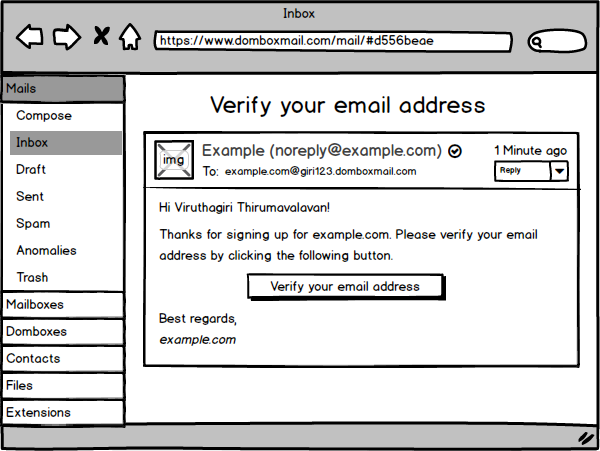 Inbox
https://www.domboxmail.com/mail/#d556beae
Mails
Compose
Inbox
Draft
Sent
Spam
Anomalies
Trash
Mailboxes
Domboxes
Contacts
Files
Extensions
Verify your email address
img
Example (noreply@example.com)
1 Minute ago
To: example.com@giri123.domboxmail.com
Reply
Hi Viruthagiri Thirumavalavan!
Thanks for signing up for example.com. Please verify your email
address by clicking the following button.
Verify your email address
Best regards,
example.com